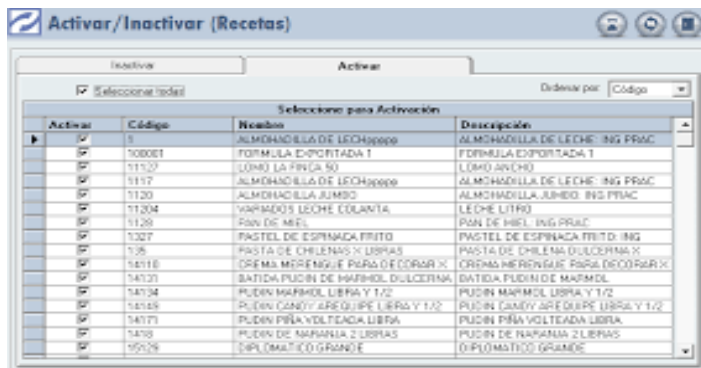 Activar/Inactivar (Recetas)
Inactivar Activar
Seleccionar todas Ordenar por: Código
Seleccione para Activación
Activar Código Nombre Descripción
1 ALMOHADILLA DE LECHepepe ALMOHADILLA DE LECHE: ING PRAC
100001 FORMULA EXPORTADA 1 FORMULA EXPORTADA 1
11127 LOMO LA FINCA 50 LOMO ANCHO
1117 ALMOHADILLA DE LECHepepe ALMOHADILLA DE LECHE: ING PRAC
1120 ALMOHADILLA JUMBO ALMOHADILLA JUMBO: ING PRAC
11204 VARIADOS LECHE COLANTA LECHE LITRO
1128 PAN DE MIEL PAN DE MIEL: ING PRAC
1327 PASTEL DE ESPINACA FRITO PASTEL DE ESPINACA FRITO: ING
135 PASTA DE CHILENAS X LIBRAS PASTA DE CHILENA DULCERNA X
14110 CREMA MERENGUE PARA DECORAR X CREMA MERENGUE PARA DECORAR X
14131 BATIDA PUDIN DE MARMOL DULCERNA BATIDA PUDIN DE MARMOL
14134 PUDIN MARMOL LIBRA Y 1/2 PUDIN MARMOL LIBRA Y 1/2
14149 PUDIN CANDY AREQUIPE LIBRA Y 1/2 PUDIN CANDY AREQUIPE LIBRA Y 1/2
14171 PUDIN PIÑA VOLTEADA LIBRA PUDIN PIÑA VOLTEADA LIBRA
1418 PUDIN DE NARANJA 2 LIBRAS PUDIN DE NARANJA 2 LIBRAS
15129 DIPLOMATICO GRANDE DIPLOMATICO GRANDE